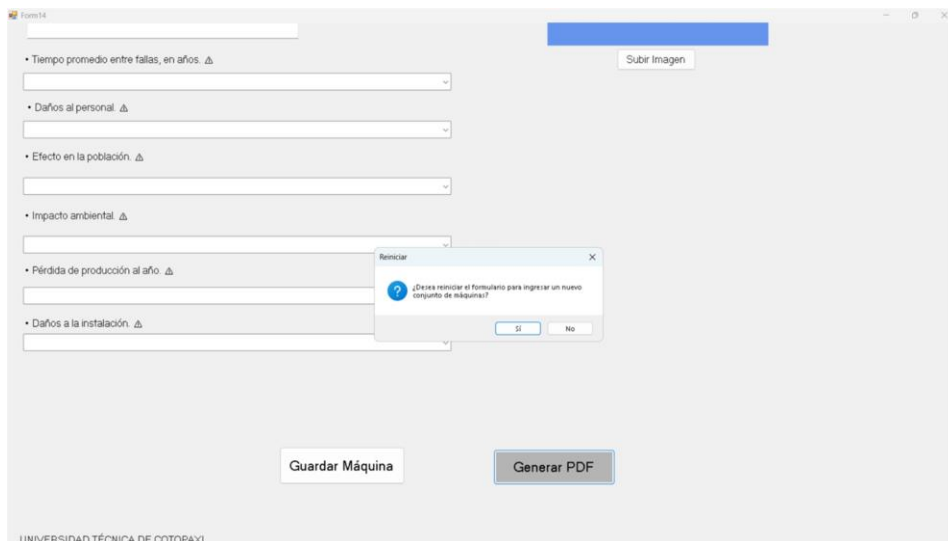 Form14
Subir Imagen
• Tiempo promedio entre fallas, en años. ⚠
• Daños al personal. ⚠
• Efecto en la población. ⚠
• Impacto ambiental. ⚠
• Pérdida de producción al año. ⚠
• Daños a la instalación. ⚠
Reiniciar
¿Desea reiniciar el formulario para ingresar un nuevo
conjunto de máquinas?
Sí No
Guardar Máquina
Generar PDF
UNIVERSIDAD TÉCNICA DE COTOPAXI